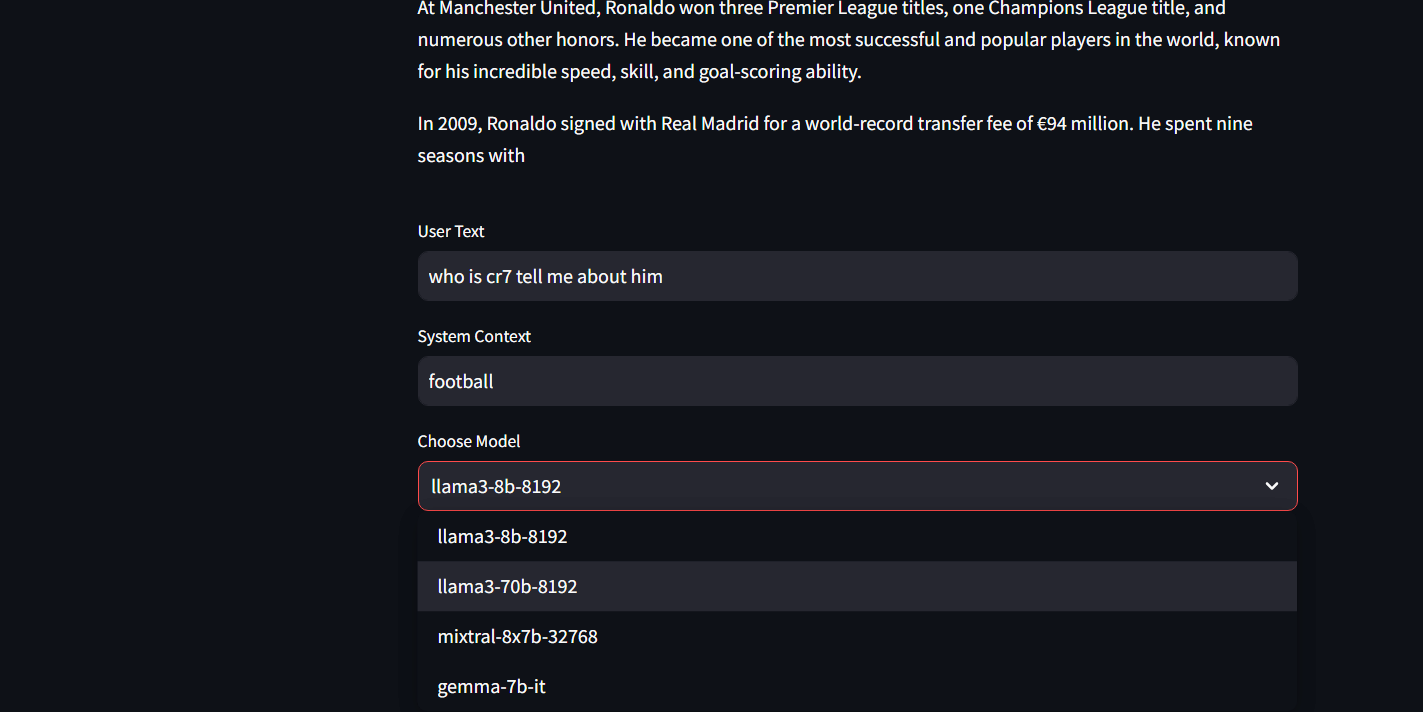 At Manchester United, Ronaldo won three Premier League titles, one Champions League title, and
numerous other honors. He became one of the most successful and popular players in the world, known
for his incredible speed, skill, and goal-scoring ability.
In 2009, Ronaldo signed with Real Madrid for a world-record transfer fee of €94 million. He spent nine
seasons with
User Text
who is cr7 tell me about him
System Context
football
Choose Model
llama3-8b-8192
llama3-8b-8192
llama3-70b-8192
mixtral-8x7b-32768
gemma-7b-it